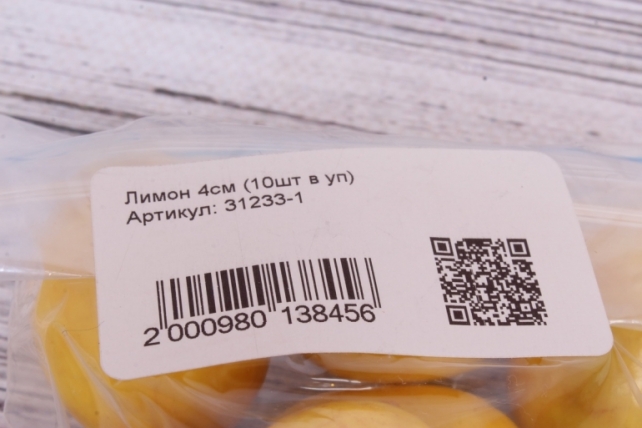 Лимон 4см (10шт в уп)
Артикул: 31233-1
2 000980 138456